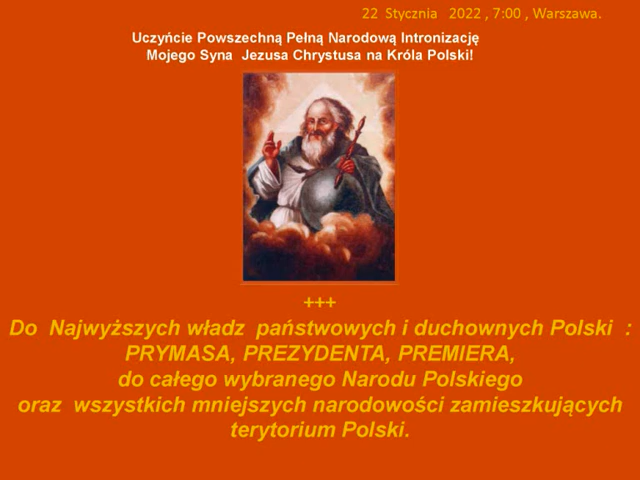 22 Stycznia 2022 , 7:00 , Warszawa.
Uczyńcie Powszechną Pełną Narodową Intronizację
Mojego Syna Jezusa Chrystusa na Króla Polski!
+++
Do Najwyższych władz państwowych i duchownych Polski :
PRYMASA, PREZYDENTA, PREMIERA,
do całego wybranego Narodu Polskiego
oraz wszystkich mniejszych narodowości zamieszkujących
terytorium Polski.